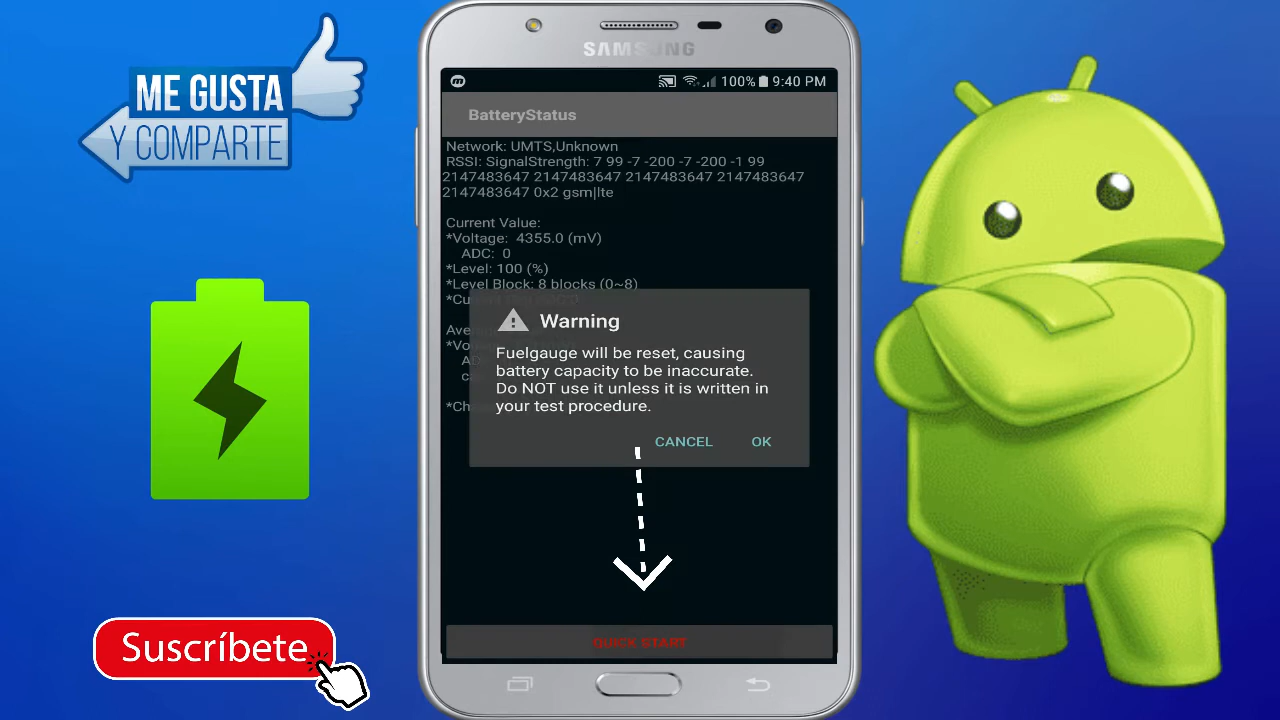 ME GUSTA
Y COMPARTE
SAMSUNG
100% 9:40 PM
BatteryStatus
Network: UMTS,Unknown
RSSI: SignalStrength: 7 99 -7 -200 -7 -200 -1 99
2147483647 2147483647 2147483647 2147483647
2147483647 0x2 gsm|lte
Current Value:
*Voltage: 4355.0 (mV)
ADC: 0
*Level: 100 (%)
*Level Block: 8 blocks (0~8)
Warning
Fuelgauge will be reset, causing
battery capacity to be inaccurate.
Do NOT use it unless it is written in
your test procedure.
CANCEL OK
QUICK START
Suscríbete